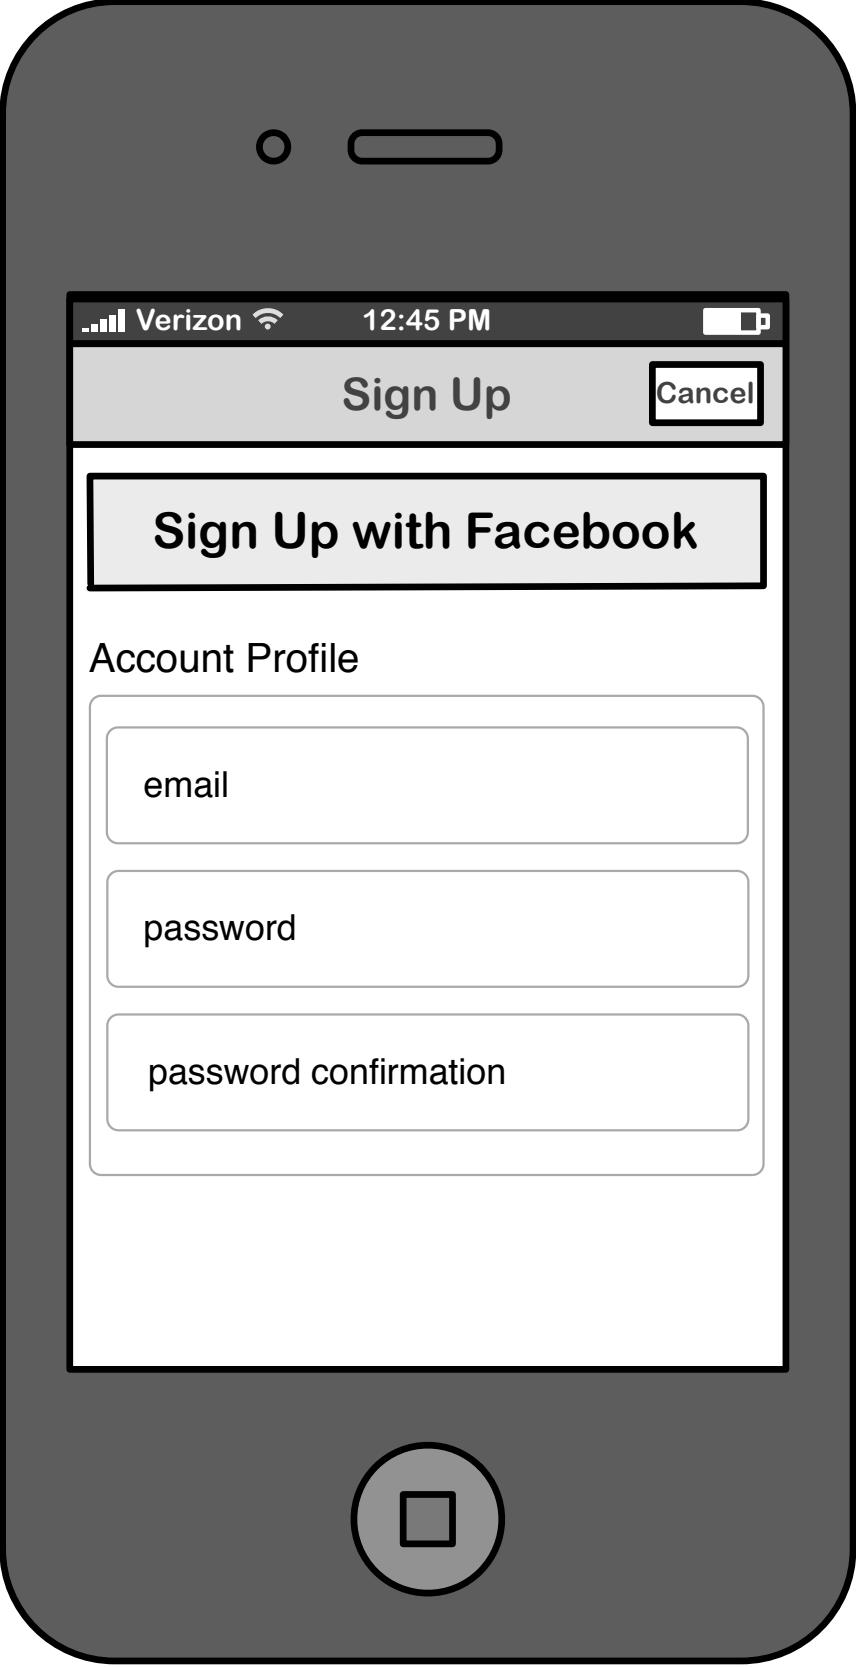 Verizon 12:45 PM
Sign Up Cancel
Sign Up with Facebook
Account Profile
email
password
password confirmation